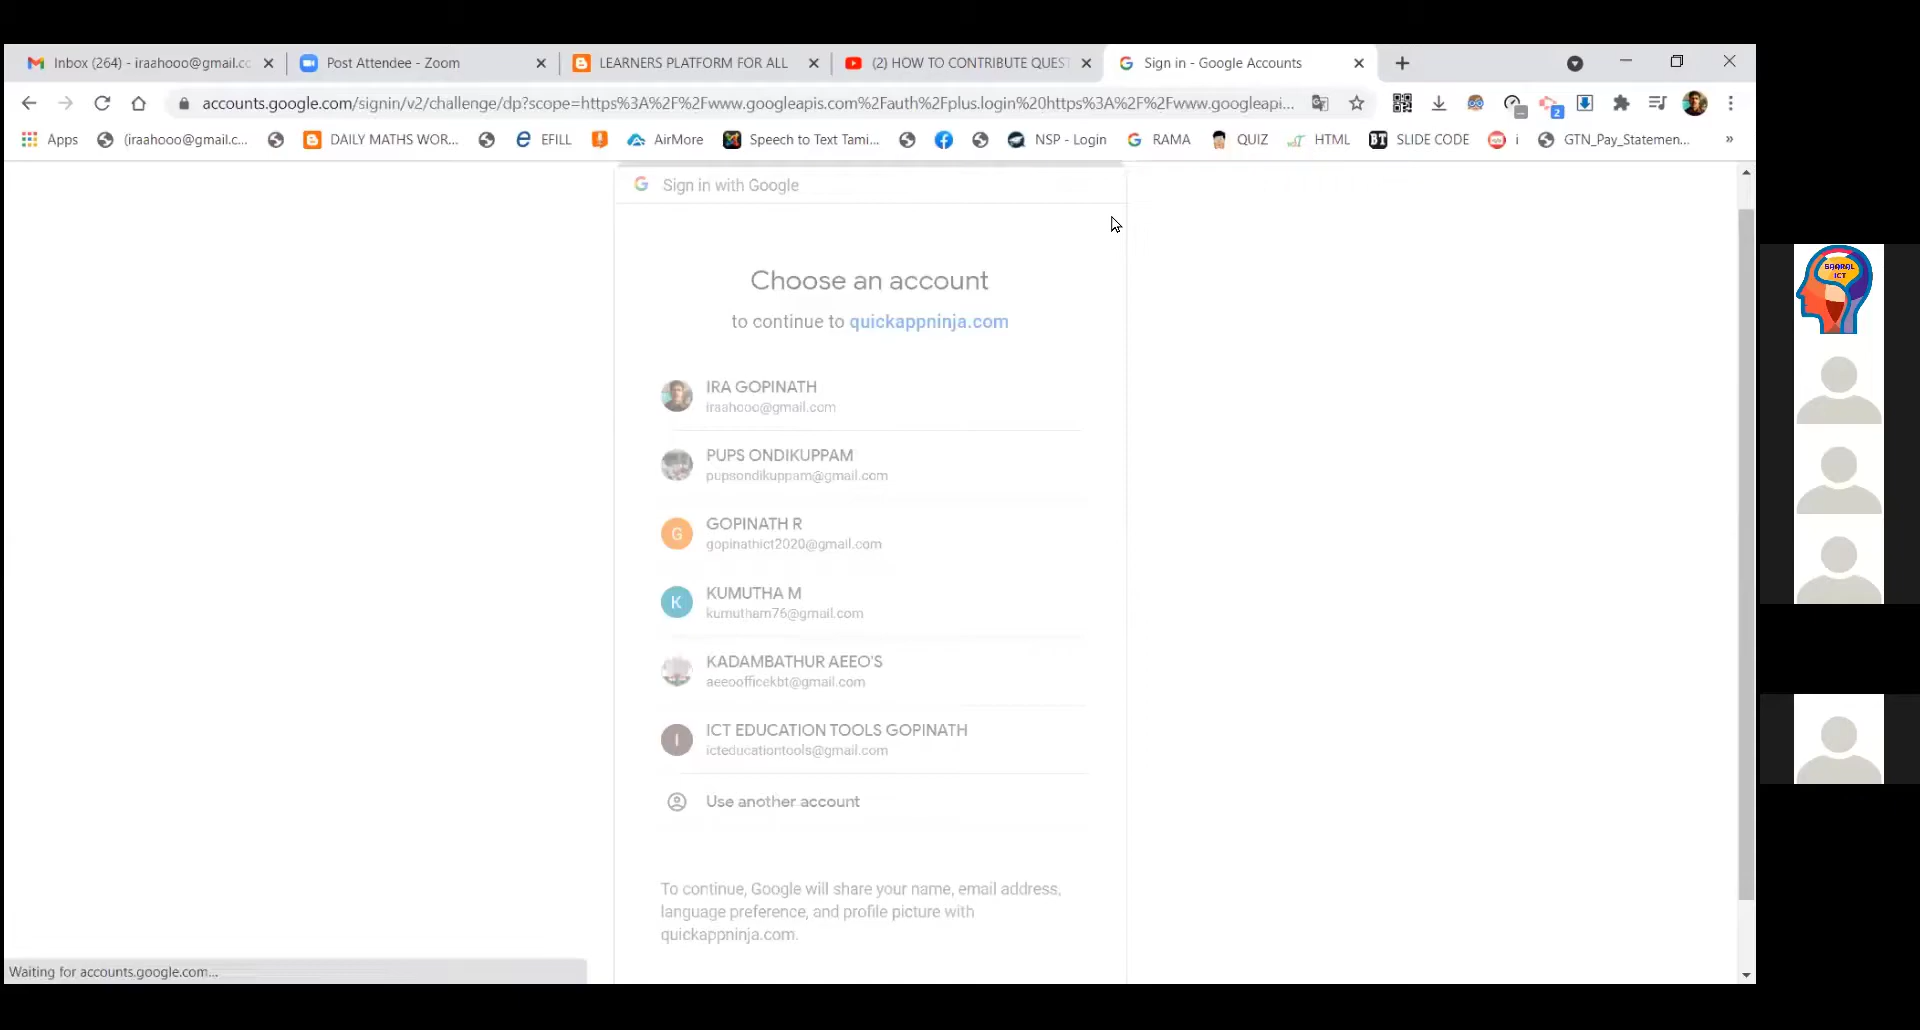 Inbox (264) - iraahooo@gmail.cc
Post Attendee - Zoom
LEARNERS PLATFORM FOR ALL
(2) HOW TO CONTRIBUTE QUEST
Sign in - Google Accounts
accounts.google.com/signin/v2/challenge/dp?scope=https%3A%2F%2Fwww.googleapis.com%2Fauth%2Fplus.login%20https%3A%2F%2Fwww.googleapi...
2
Apps
(iraahooo@gmail.c...
DAILY MATHS WOR...
EFILL
AirMore
Speech to Text Tami...
NSP - Login
RAMA
QUIZ
HTML
BT
SLIDE CODE
i
GTN_Pay_Statemen...
»
Sign in with Google
Choose an account
to continue to quickappninja.com
IRA GOPINATH
iraahooo@gmail.com
PUPS ONDIKUPPAM
pupsondikuppam@gmail.com
G
GOPINATH R
gopinathict2020@gmail.com
K
KUMUTHA M
kumutham76@gmail.com
KADAMBATHUR AEEO'S
aeeoofficekbt@gmail.com
I
ICT EDUCATION TOOLS GOPINATH
icteducationtools@gmail.com
Use another account
To continue, Google will share your name, email address,
language preference, and profile picture with
quickappninja.com.
Waiting for accounts.google.com...
SAARAL
ICT